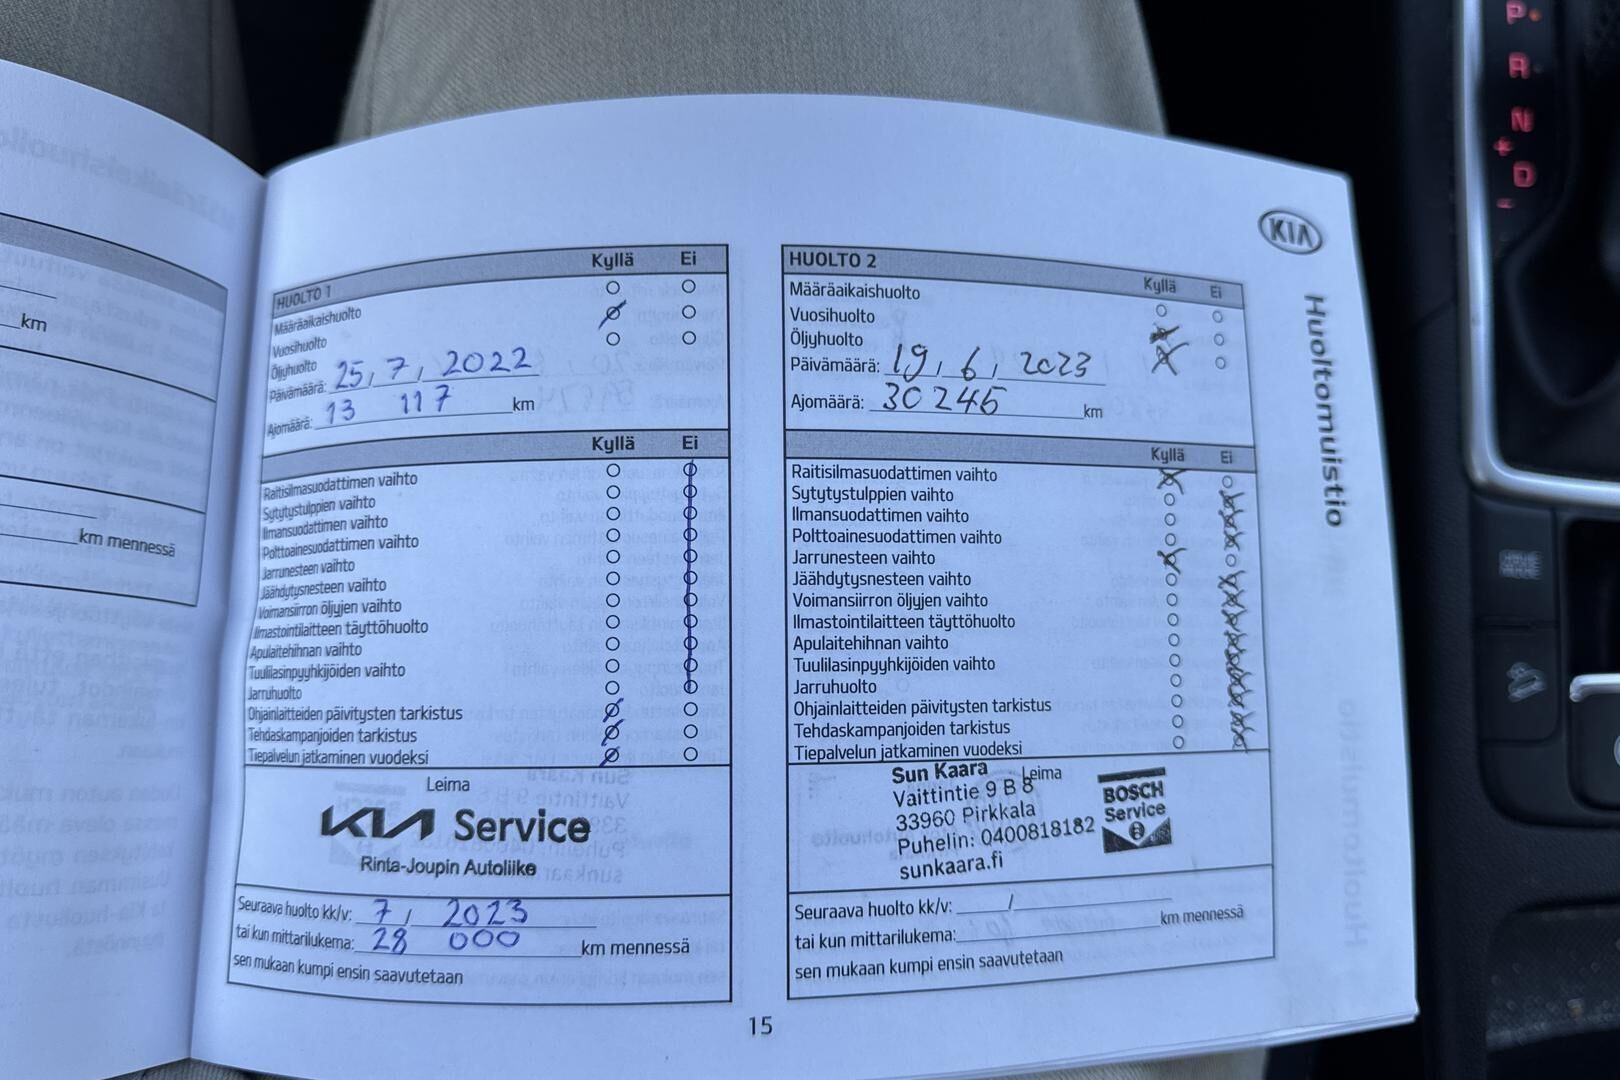 km
km mennessä
HUOLTO 1
Kyllä Ei
Määräaikaishuolto
Vuosihuolto
Öljyhuolto
Päivämäärä: 25, 7, 2022
Ajomäärä: 13 117 km
Kyllä Ei
Raitisilmasuodattimen vaihto
Sytytystulppien vaihto
Ilmansuodattimen vaihto
Polttoainesuodattimen vaihto
Jarrunesteen vaihto
Jäähdytysnesteen vaihto
Voimansiirron öljyjen vaihto
Ilmastointilaitteen täyttöhuolto
Apulaitehihnan vaihto
Tuulilasinpyyhkijöiden vaihto
Jarruhuolto
Ohjainlaitteiden päivitysten tarkistus
Tehdaskampanjoiden tarkistus
Tiepalvelun jatkaminen vuodeksi
Leima
KIA Service
Rinta-Joupin Autoliike
Seuraava huolto kk/v: 7 / 2023
tai kun mittarilukema: 28 000 km mennessä
sen mukaan kumpi ensin saavutetaan
HUOLTO 2
Kyllä Ei
Määräaikaishuolto
Vuosihuolto
Öljyhuolto
Päivämäärä: 19, 6, 2023
Ajomäärä: 30 245 km
Kyllä Ei
Raitisilmasuodattimen vaihto
Sytytystulppien vaihto
Ilmansuodattimen vaihto
Polttoainesuodattimen vaihto
Jarrunesteen vaihto
Jäähdytysnesteen vaihto
Voimansiirron öljyjen vaihto
Ilmastointilaitteen täyttöhuolto
Apulaitehihnan vaihto
Tuulilasinpyyhkijöiden vaihto
Jarruhuolto
Ohjainlaitteiden päivitysten tarkistus
Tehdaskampanjoiden tarkistus
Tiepalvelun jatkaminen vuodeksi
Leima
Sun Kaara
Vaittintie 9 B 8
33960 Pirkkala
Puhelin: 0400818182
sunkaara.fi
BOSCH
Service
Seuraava huolto kk/v: /
tai kun mittarilukema: km mennessä
sen mukaan kumpi ensin saavutetaan
15
KIA
Huoltomuistio
P
R
N
D